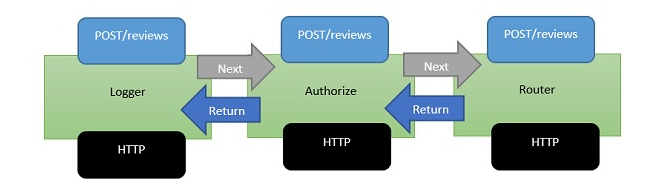 POST/reviews
POST/reviews
POST/reviews
Next
Next
Logger
Authorize
Router
Return
Return
HTTP
HTTP
HTTP